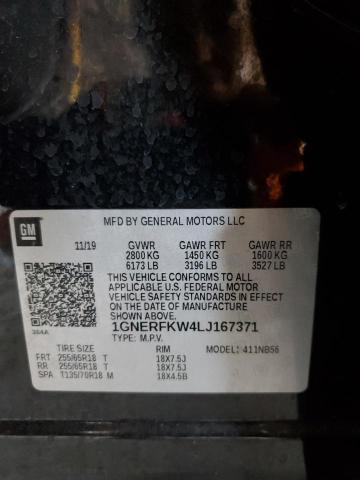 GM
MFD BY GENERAL MOTORS LLC
11/19 GVWR GAWR FRT GAWR RR
2800 KG 1450 KG 1600 KG
6173 LB 3196 LB 3527 LB
THIS VEHICLE CONFORMS TO ALL
APPLICABLE U.S. FEDERAL MOTOR
VEHICLE SAFETY STANDARDS IN
EFFECT ON THE DATE OF MANUFACTURE
SHOWN ABOVE.
1GNERFKW4LJ167371
384A TYPE: M.P.V. MODEL: 411NB56
TIRE SIZE RIM
FRT 255/65R18 T 18X7.5J
RR 255/65R18 T 18X7.5J
SPA T135/70R18 M 18X4.5B